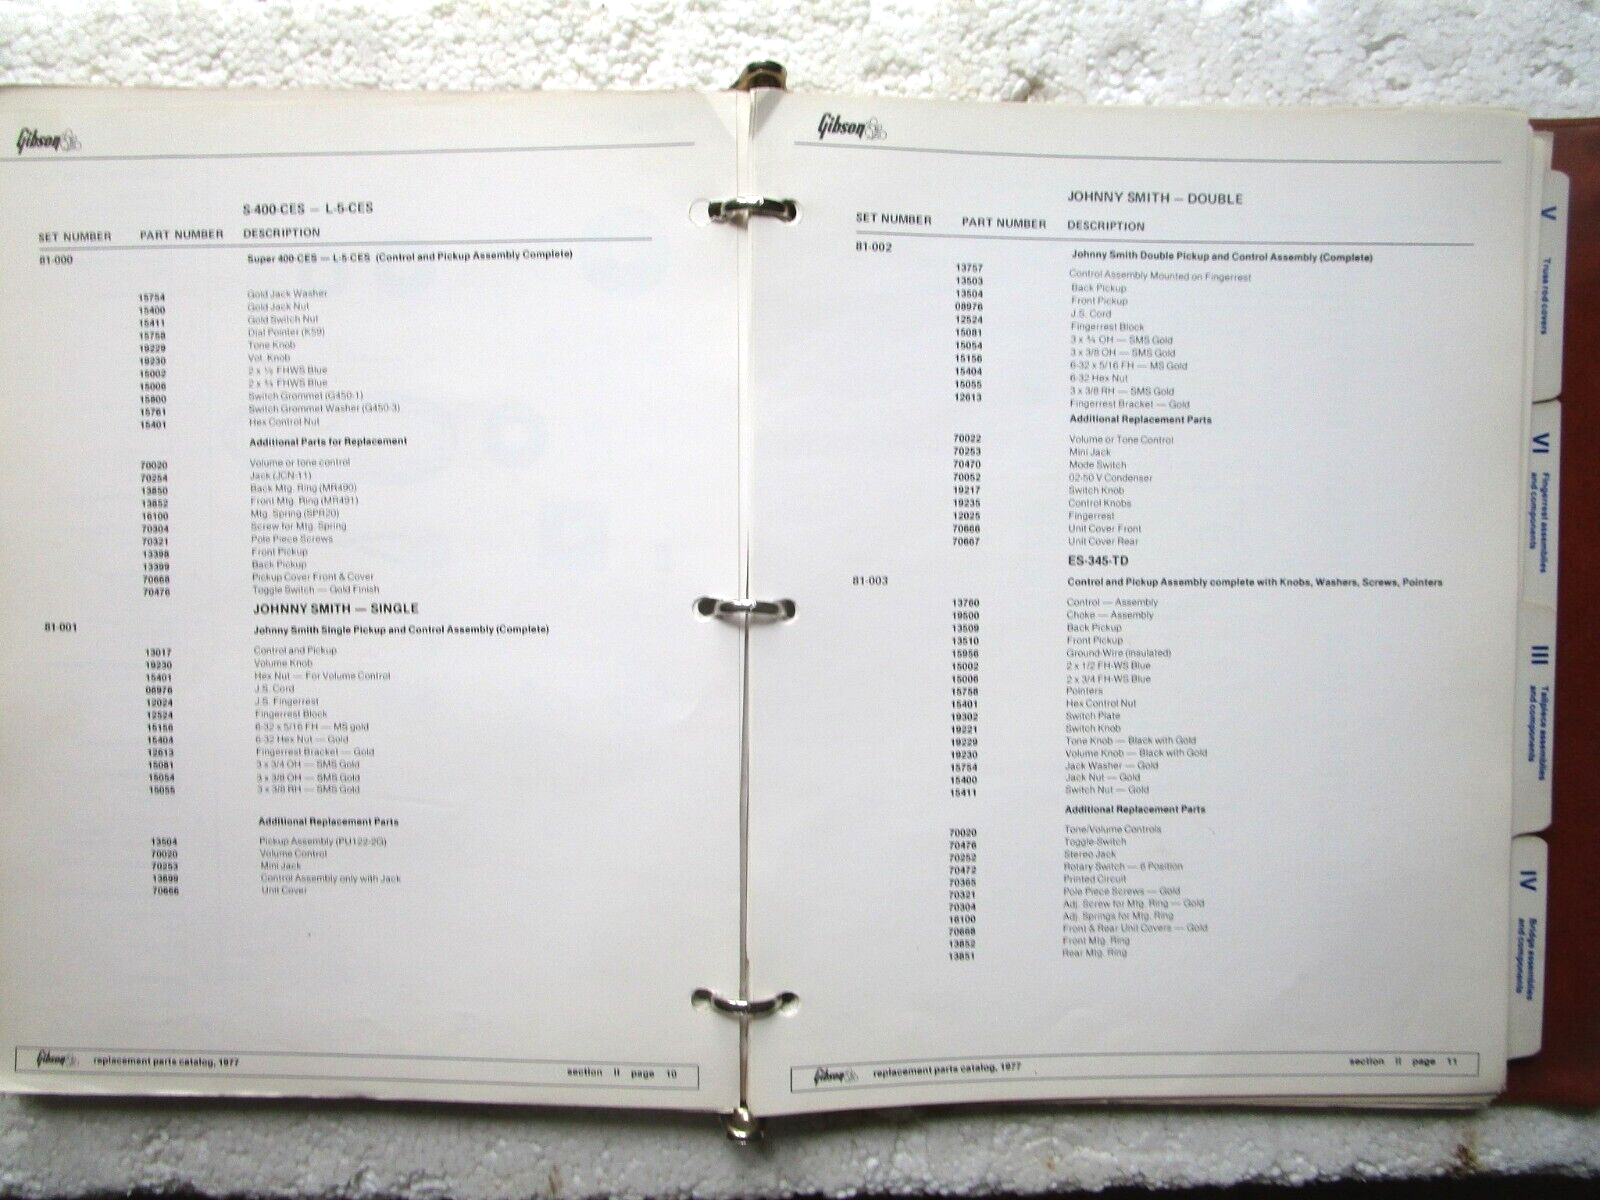 Gibson
S-400-CES — L-5-CES
SET NUMBER PART NUMBER DESCRIPTION
81-000 Super 400-CES — L-5-CES (Control and Pickup Assembly Complete)
15754 Gold Jack Washer
15400 Gold Jack Nut
15411 Gold Switch Nut
15758 Dial Pointer (K59)
19229 Tone Knob
19230 Vol. Knob
15002 2 x ½ FHWS Blue
15006 2 x ¾ FHWS Blue
15800 Switch Grommet (G450-1)
15761 Switch Grommet Washer (G450-3)
15401 Hex Control Nut
Additional Parts for Replacement
70020 Volume or tone control
70254 Jack (JCN-11)
13850 Back Mtg. Ring (MR490)
13852 Front Mtg. Ring (MR491)
16100 Mtg. Spring (SPR20)
70304 Screw for Mtg. Spring
70321 Pole Piece Screws
13398 Front Pickup
13399 Back Pickup
70668 Pickup Cover Front & Cover
70476 Toggle Switch — Gold Finish
JOHNNY SMITH — SINGLE
81-001 Johnny Smith Single Pickup and Control Assembly (Complete)
13017 Control and Pickup
19230 Volume Knob
15401 Hex Nut — For Volume Control
08976 J.S. Cord
12024 J.S. Fingerrest
12524 Fingerrest Block
15156 6-32 x 5/16 FH — MS gold
15404 6-32 Hex Nut — Gold
12613 Fingerrest Bracket — Gold
15081 3 x 3/4 OH — SMS Gold
15054 3 x 3/8 OH — SMS Gold
15055 3 x 3/8 RH — SMS Gold
Additional Replacement Parts
13504 Pickup Assembly (PU122-2G)
70020 Volume Control
70253 Mini Jack
13699 Control Assembly only with Jack
70666 Unit Cover
Gibson replacement parts catalog, 1977
section II page 10
Gibson
JOHNNY SMITH — DOUBLE
SET NUMBER PART NUMBER DESCRIPTION
81-002 Johnny Smith Double Pickup and Control Assembly (Complete)
13757 Control Assembly Mounted on Fingerrest
13503 Back Pickup
13504 Front Pickup
08976 J.S. Cord
12524 Fingerrest Block
15081 3 x ¾ OH — SMS Gold
15054 3 x 3/8 OH — SMS Gold
15156 6-32 x 5/16 FH — MS Gold
15404 6-32 Hex Nut
15055 3 x 3/8 RH — SMS Gold
12613 Fingerrest Bracket — Gold
Additional Replacement Parts
70022 Volume or Tone Control
70253 Mini Jack
70470 Mode Switch
70052 02-50 V Condenser
19217 Switch Knob
19235 Control Knobs
12025 Fingerrest
70666 Unit Cover Front
70667 Unit Cover Rear
ES-345-TD
81-003 Control and Pickup Assembly complete with Knobs, Washers, Screws, Pointers
13760 Control — Assembly
19500 Choke — Assembly
13509 Back Pickup
13510 Front Pickup
15956 Ground Wire (insulated)
15002 2 x 1/2 FH-WS Blue
15006 2 x 3/4 FH-WS Blue
15758 Pointers
15401 Hex Control Nut
19302 Switch Plate
19221 Switch Knob
19229 Tone Knob — Black with Gold
19230 Volume Knob — Black with Gold
15754 Jack Washer — Gold
15400 Jack Nut — Gold
15411 Switch Nut — Gold
Additional Replacement Parts
70020 Tone/Volume Controls
70476 Toggle-Switch
70252 Stereo Jack
70472 Rotary Switch — 6 Position
70365 Printed Circuit
70321 Pole Piece Screws — Gold
70304 Adj. Screw for Mtg. Ring — Gold
16100 Adj. Springs for Mtg. Ring
70668 Front & Rear Unit Covers — Gold
13852 Front Mtg. Ring
13851 Rear Mtg. Ring
Gibson replacement parts catalog, 1977
section II page 11
V
Truss rod covers
VI
Fingerrest assemblies
and components
III
Tailpiece assemblies
and components
IV
Bridge assemblies
and components